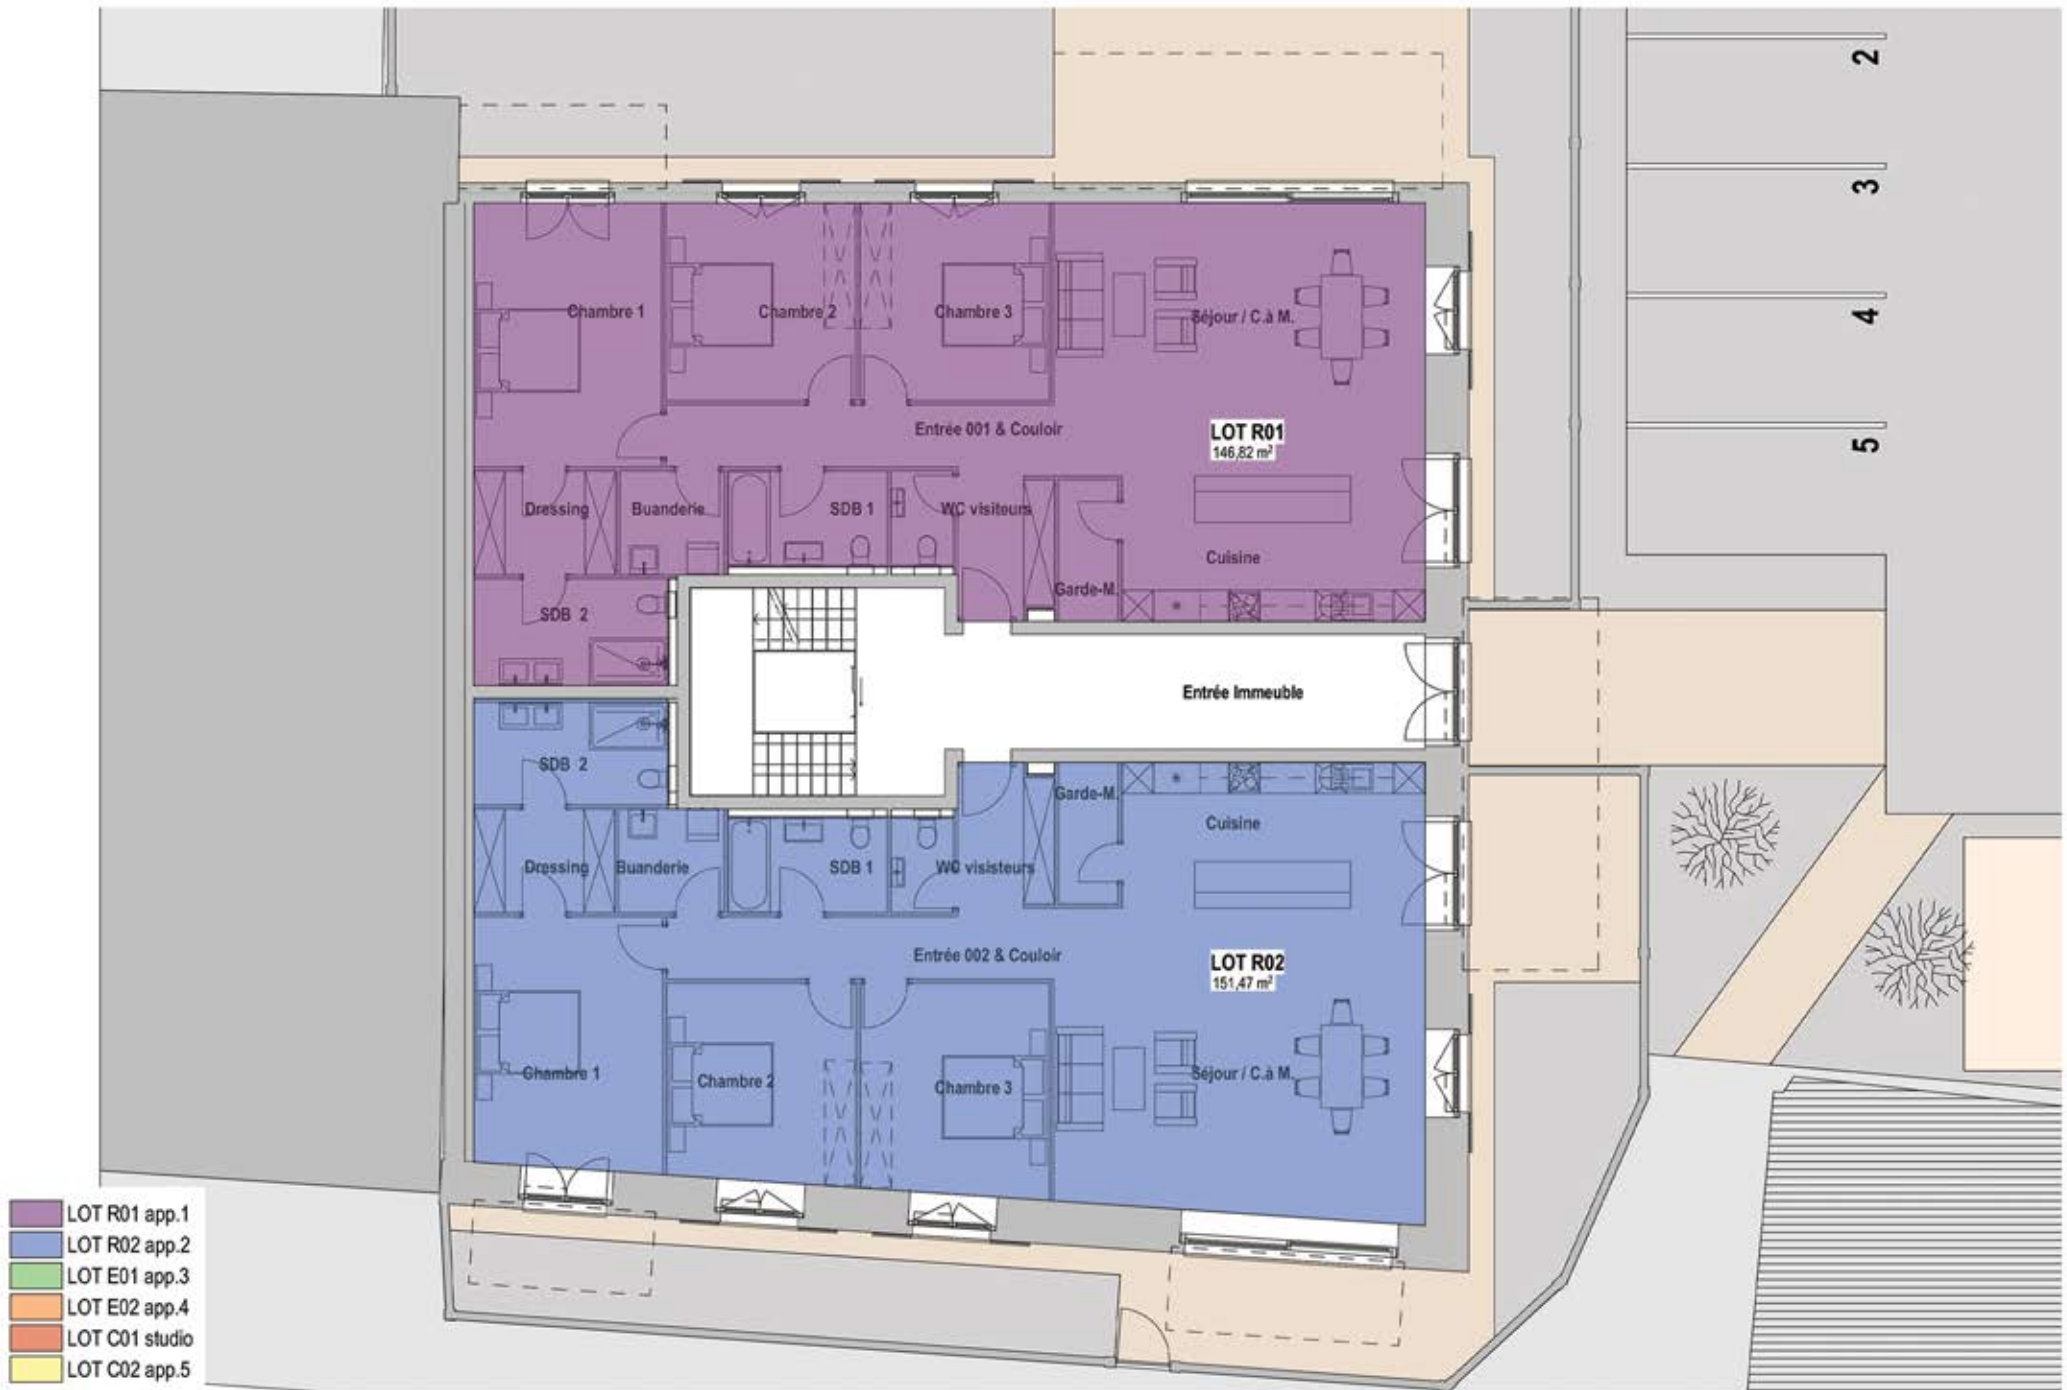 2
3
4
5
Chambre 1
Chambre 2
Chambre 3
Séjour / C.à M.
Entrée 001 & Couloir
LOT R01
146,82 m²
Dressing
Buanderie
SDB 1
WC visiteurs
Cuisine
Garde-M.
SDB 2
Entrée Immeuble
SDB 2
Garde-M.
Cuisine
Dressing
Buanderie
SDB 1
WC visisteurs
Entrée 002 & Couloir
LOT R02
151,47 m²
Chambre 1
Chambre 2
Chambre 3
Séjour / C.à M.
LOT R01 app.1
LOT R02 app.2
LOT E01 app.3
LOT E02 app.4
LOT C01 studio
LOT C02 app.5